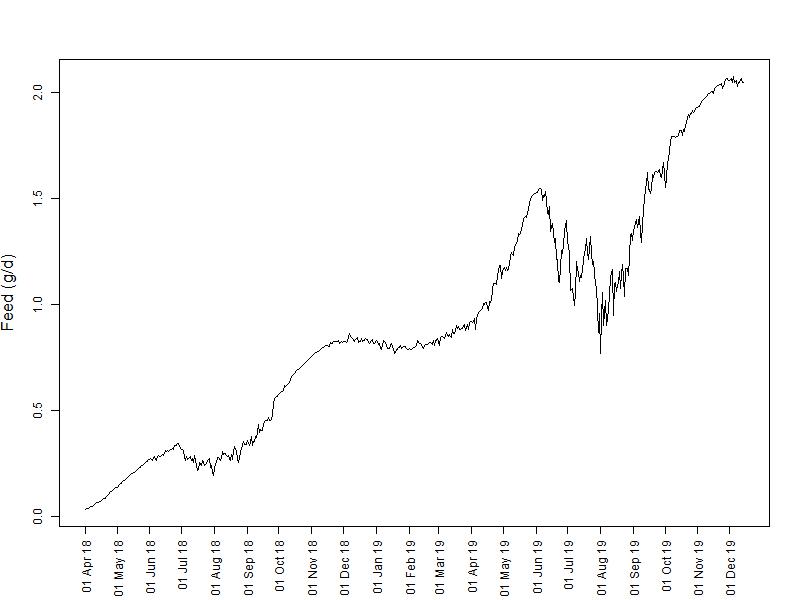 Feed (g/d)
2.0
1.5
1.0
0.5
0.0
01 Apr 18
01 May 18
01 Jun 18
01 Jul 18
01 Aug 18
01 Sep 18
01 Oct 18
01 Nov 18
01 Dec 18
01 Jan 19
01 Feb 19
01 Mar 19
01 Apr 19
01 May 19
01 Jun 19
01 Jul 19
01 Aug 19
01 Sep 19
01 Oct 19
01 Nov 19
01 Dec 19